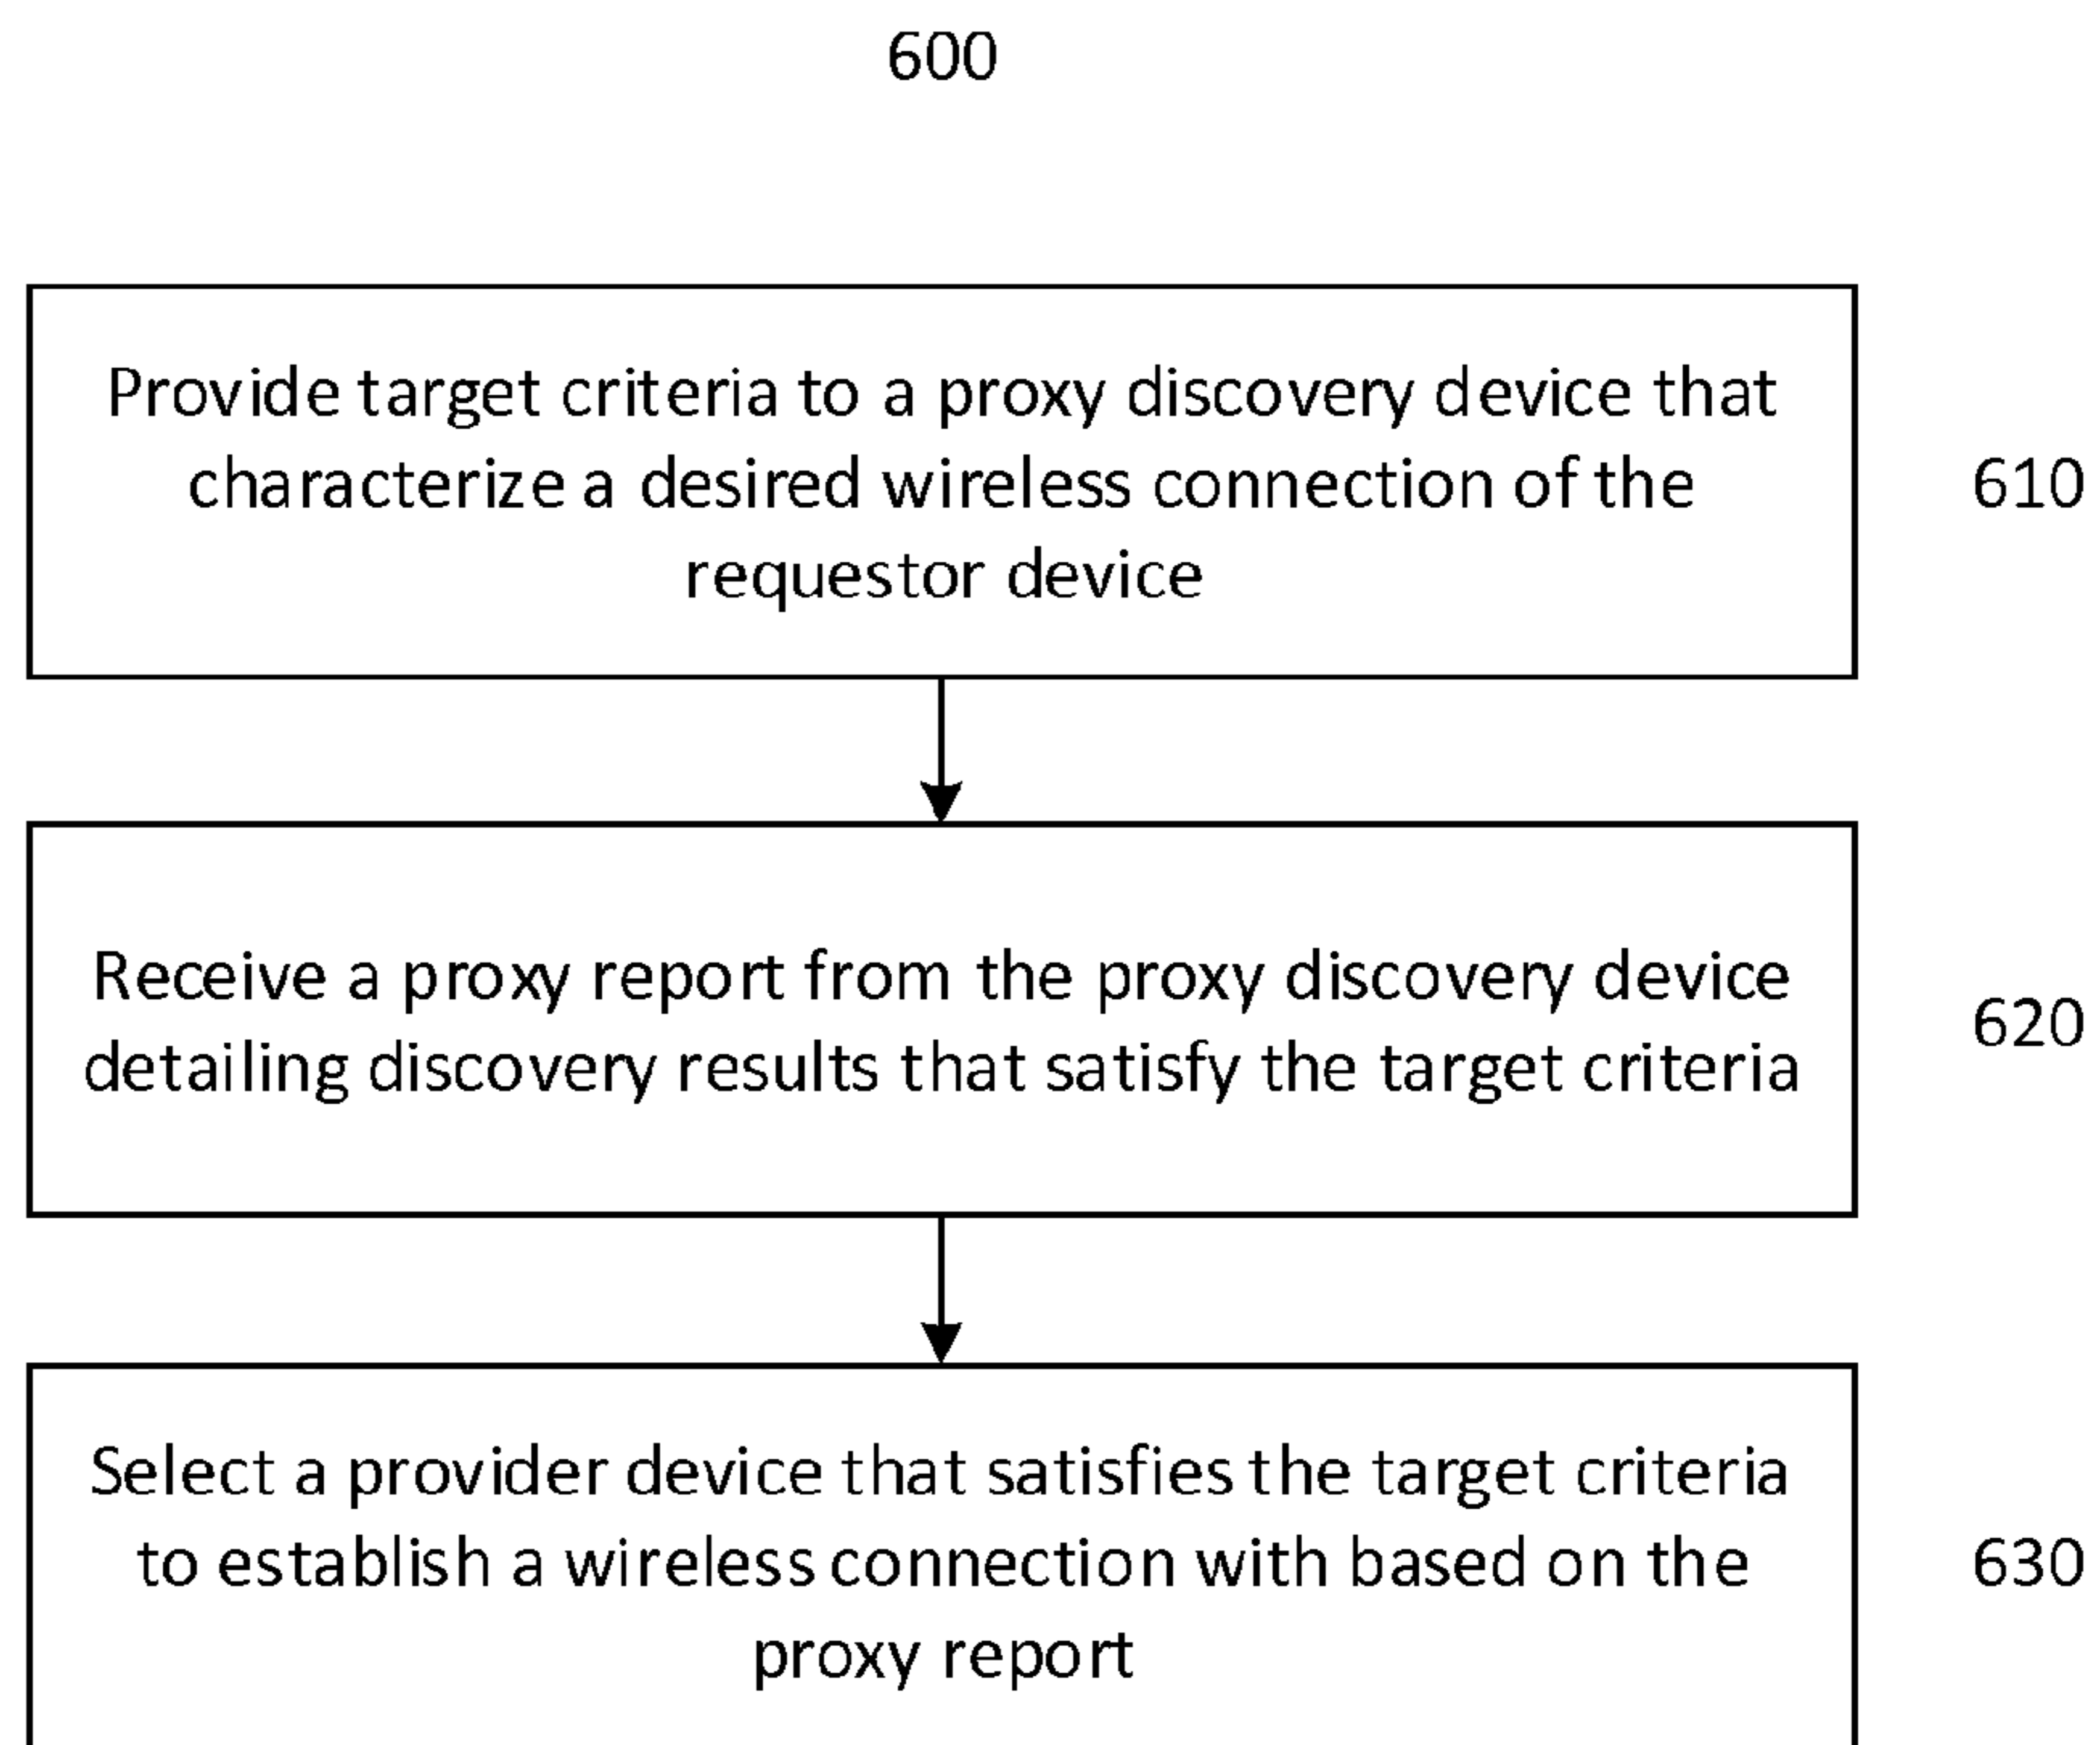 600
Provide target criteria to a proxy discovery device that
characterize a desired wireless connection of the
requestor device
610
Receive a proxy report from the proxy discovery device
detailing discovery results that satisfy the target criteria
620
Select a provider device that satisfies the target criteria
to establish a wireless connection with based on the
proxy report
630